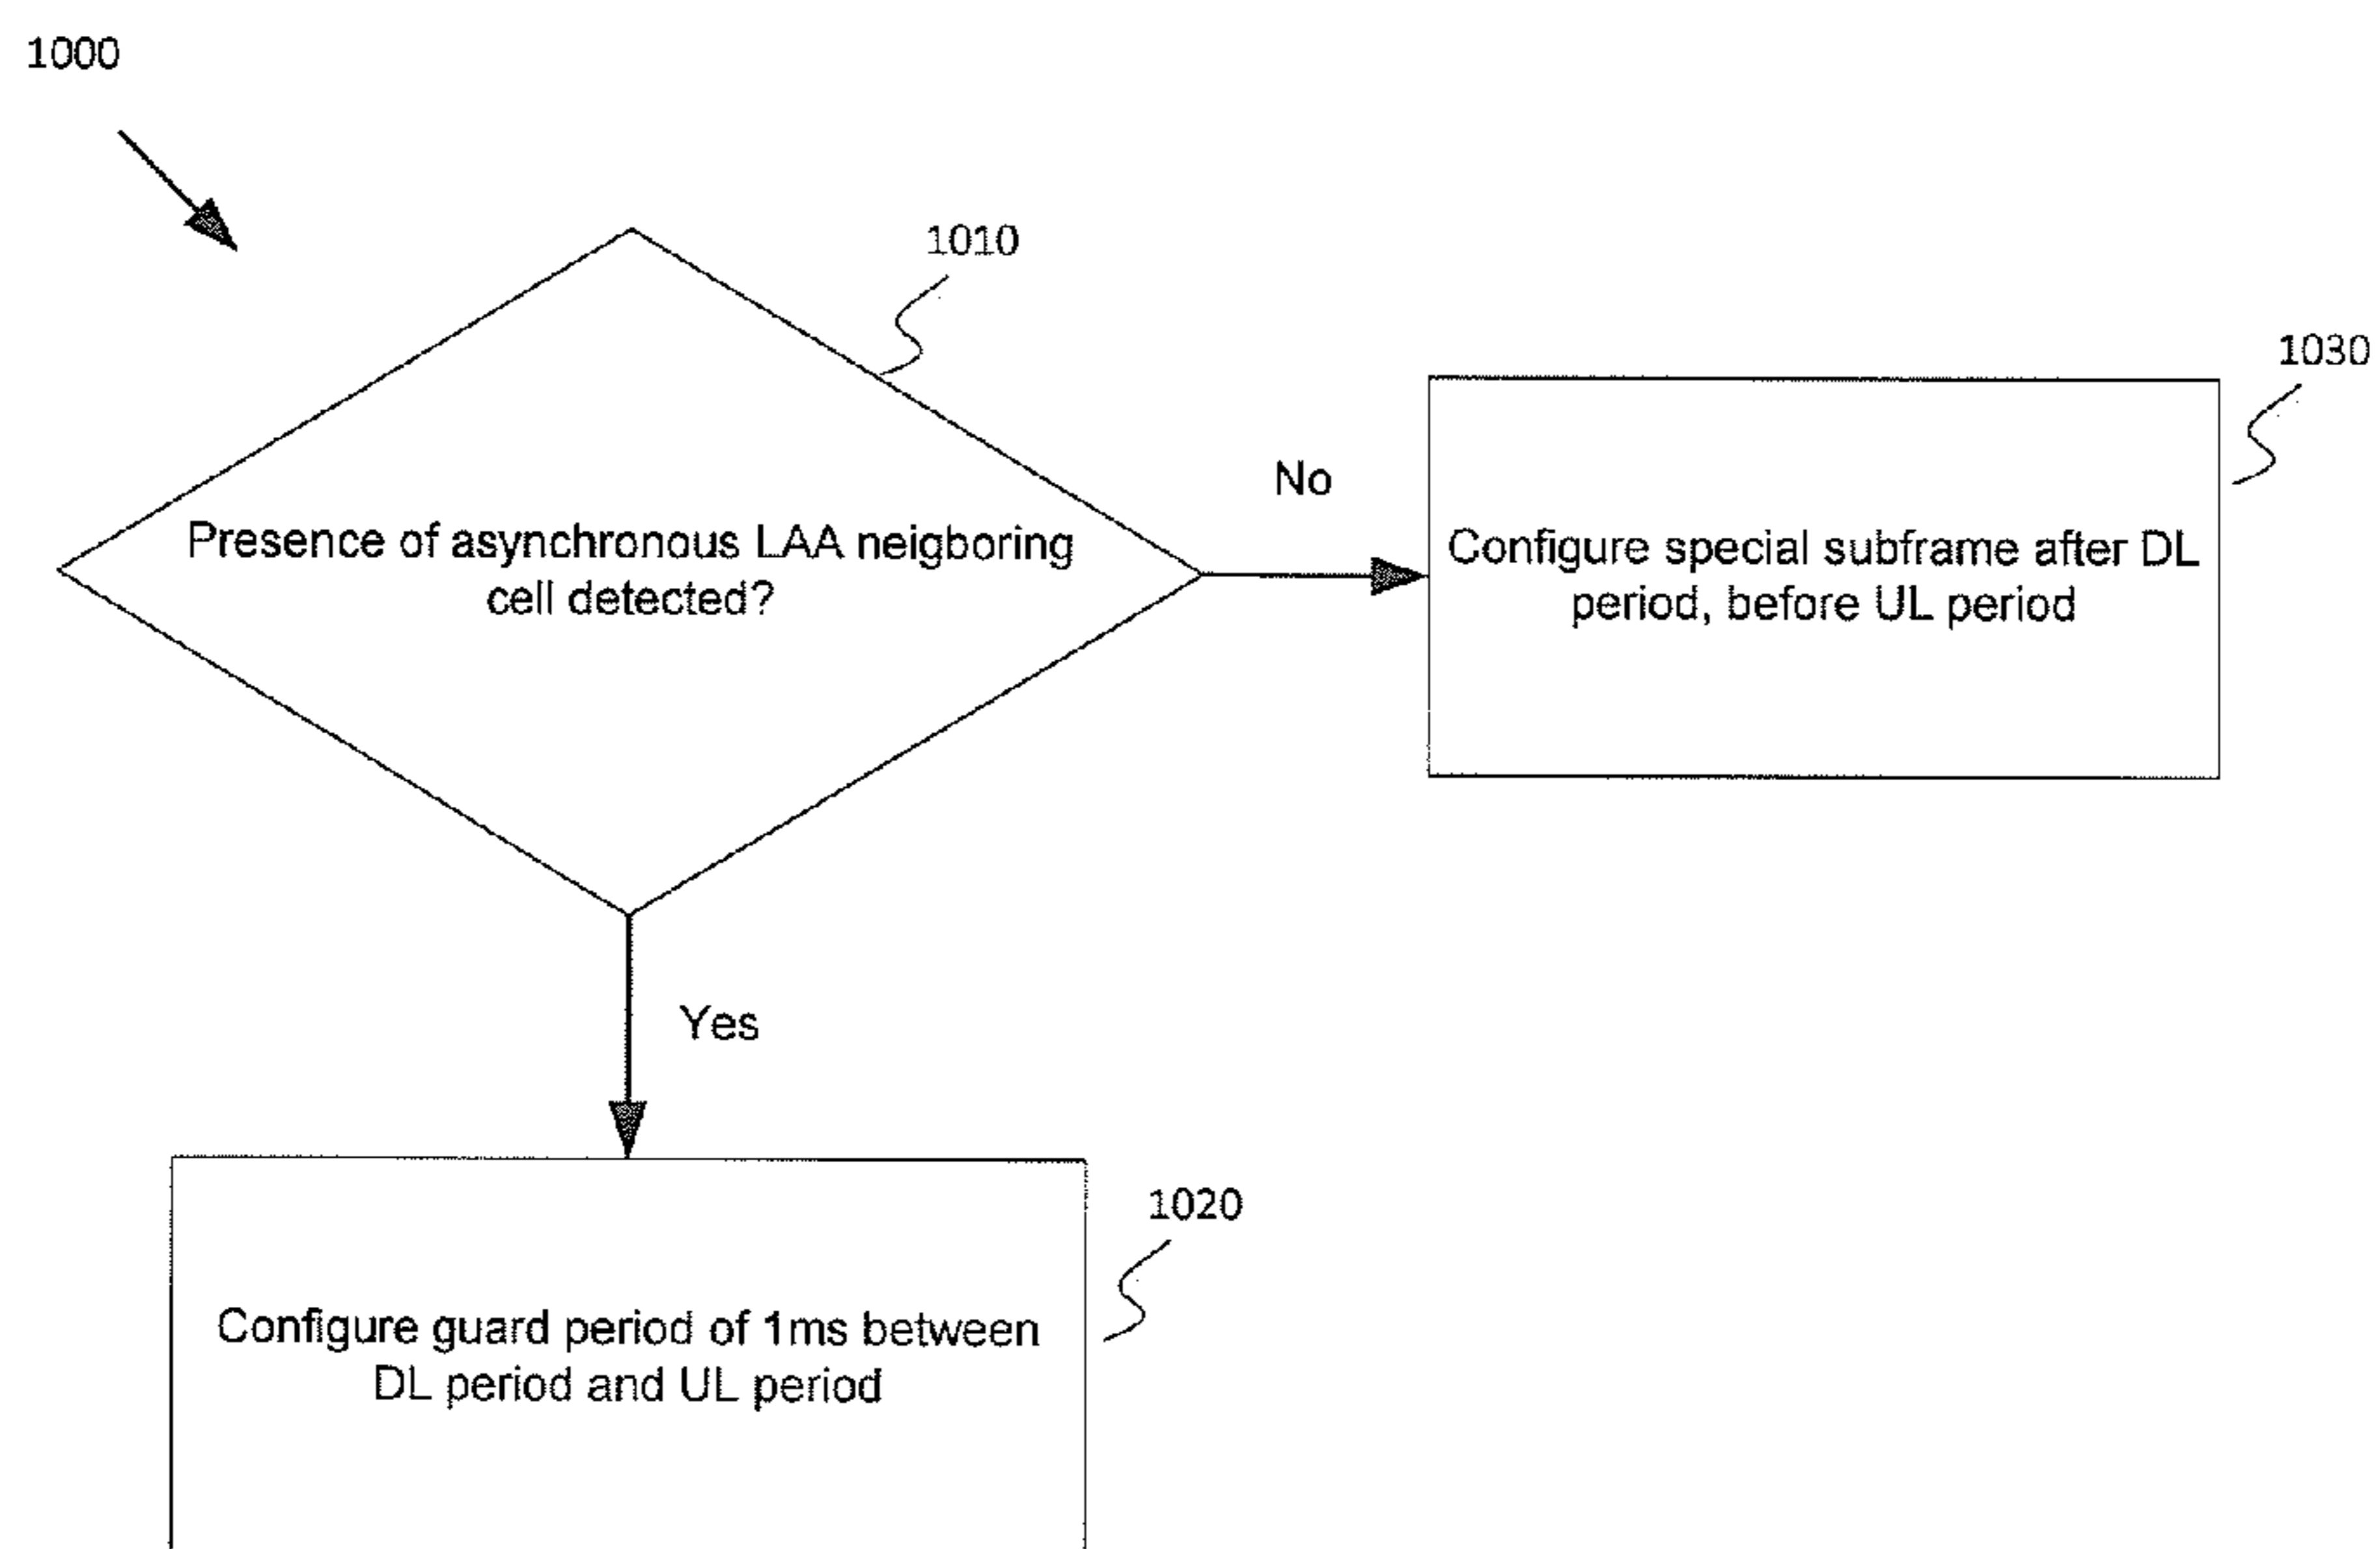 1000
1010
1030
No
Presence of asynchronous LAA neigboring
cell detected?
Configure special subframe after DL
period, before UL period
Yes
1020
Configure guard period of 1ms between
DL period and UL period